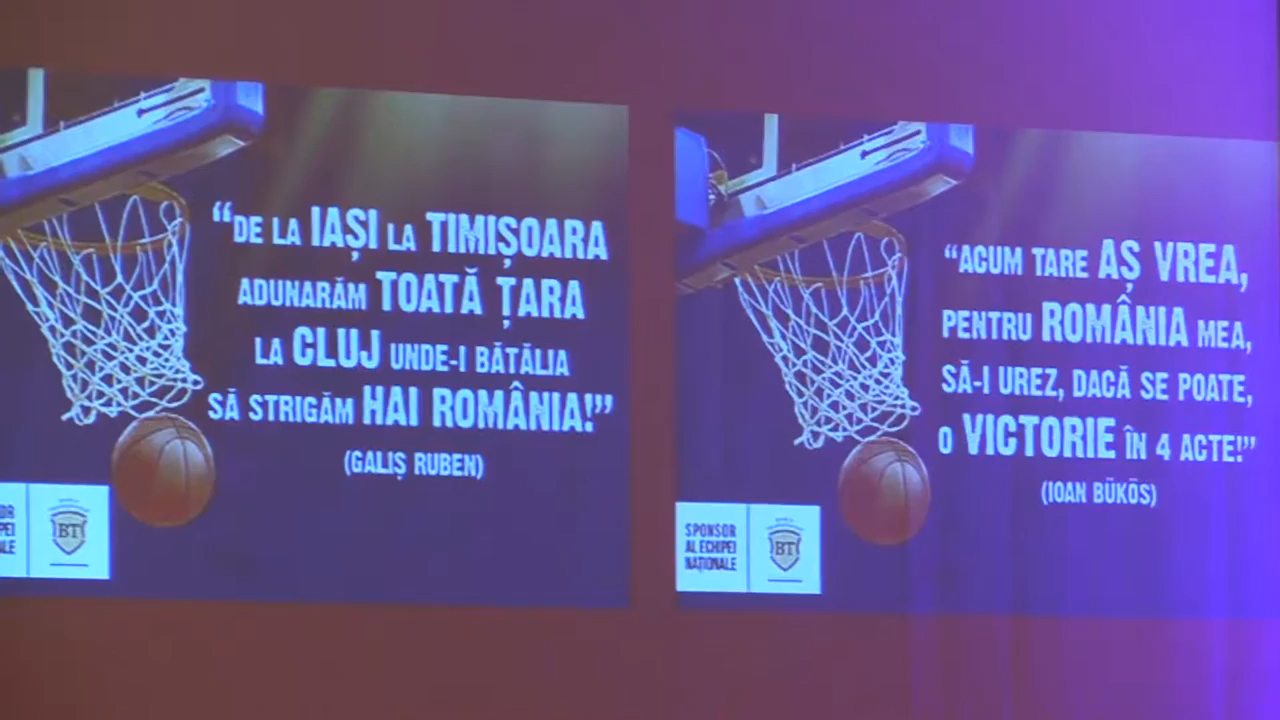 “DE LA IAȘI LA TIMIȘOARA
ADUNARĂM TOATĂ ȚARA
LA CLUJ UNDE-I BĂTĂLIA
SĂ STRIGĂM HAI ROMÂNIA!”
(GALIȘ RUBEN)
BT
“ACUM TARE AȘ VREA,
PENTRU ROMÂNIA MEA,
SĂ-I UREZ, DACĂ SE POATE,
O VICTORIE ÎN 4 ACTE!”
(IOAN BÜKÖS)
SPONSOR
AL ECHIPEI
NAȚIONALE
BT